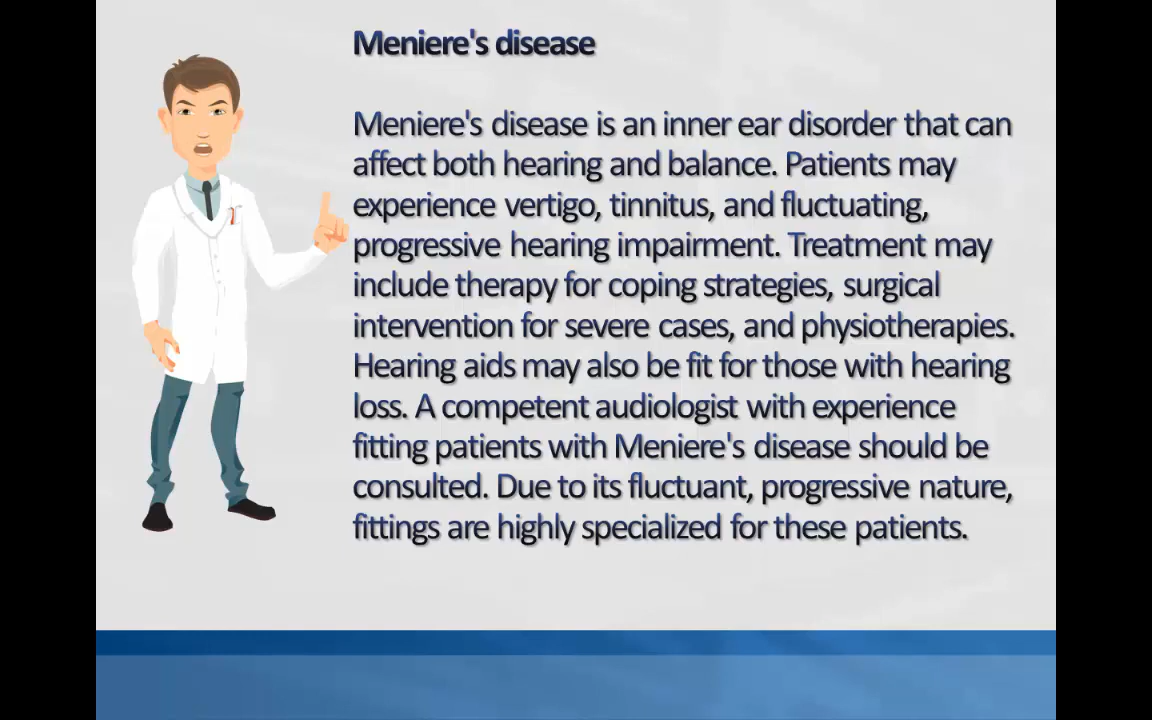 Meniere's disease
Meniere's disease is an inner ear disorder that can
affect both hearing and balance. Patients may
experience vertigo, tinnitus, and fluctuating,
progressive hearing impairment. Treatment may
include therapy for coping strategies, surgical
intervention for severe cases, and physiotherapies.
Hearing aids may also be fit for those with hearing
loss. A competent audiologist with experience
fitting patients with Meniere's disease should be
consulted. Due to its fluctuant, progressive nature,
fittings are highly specialized for these patients.